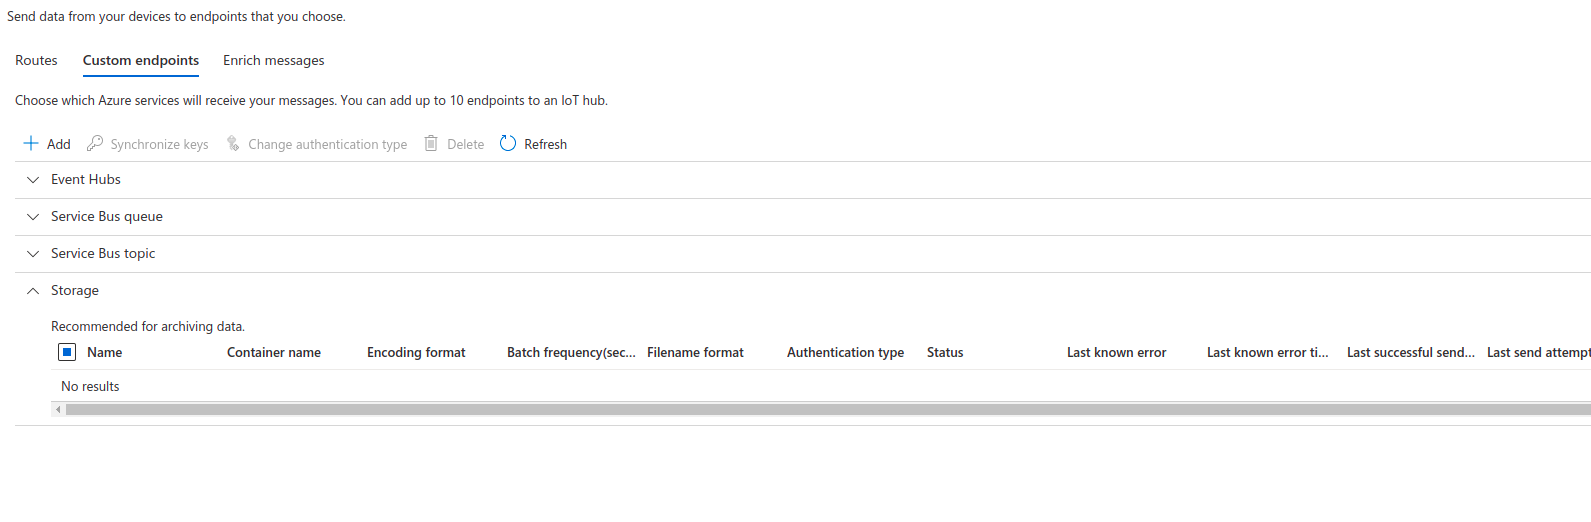 Send data from your devices to endpoints that you choose.
Routes Custom endpoints Enrich messages
Choose which Azure services will receive your messages. You can add up to 10 endpoints to an IoT hub.
Add Synchronize keys Change authentication type Delete Refresh
Event Hubs
Service Bus queue
Service Bus topic
Storage
Recommended for archiving data.
Name Container name Encoding format Batch frequency(sec... Filename format Authentication type Status Last known error Last known error ti... Last successful send... Last send attempt
No results